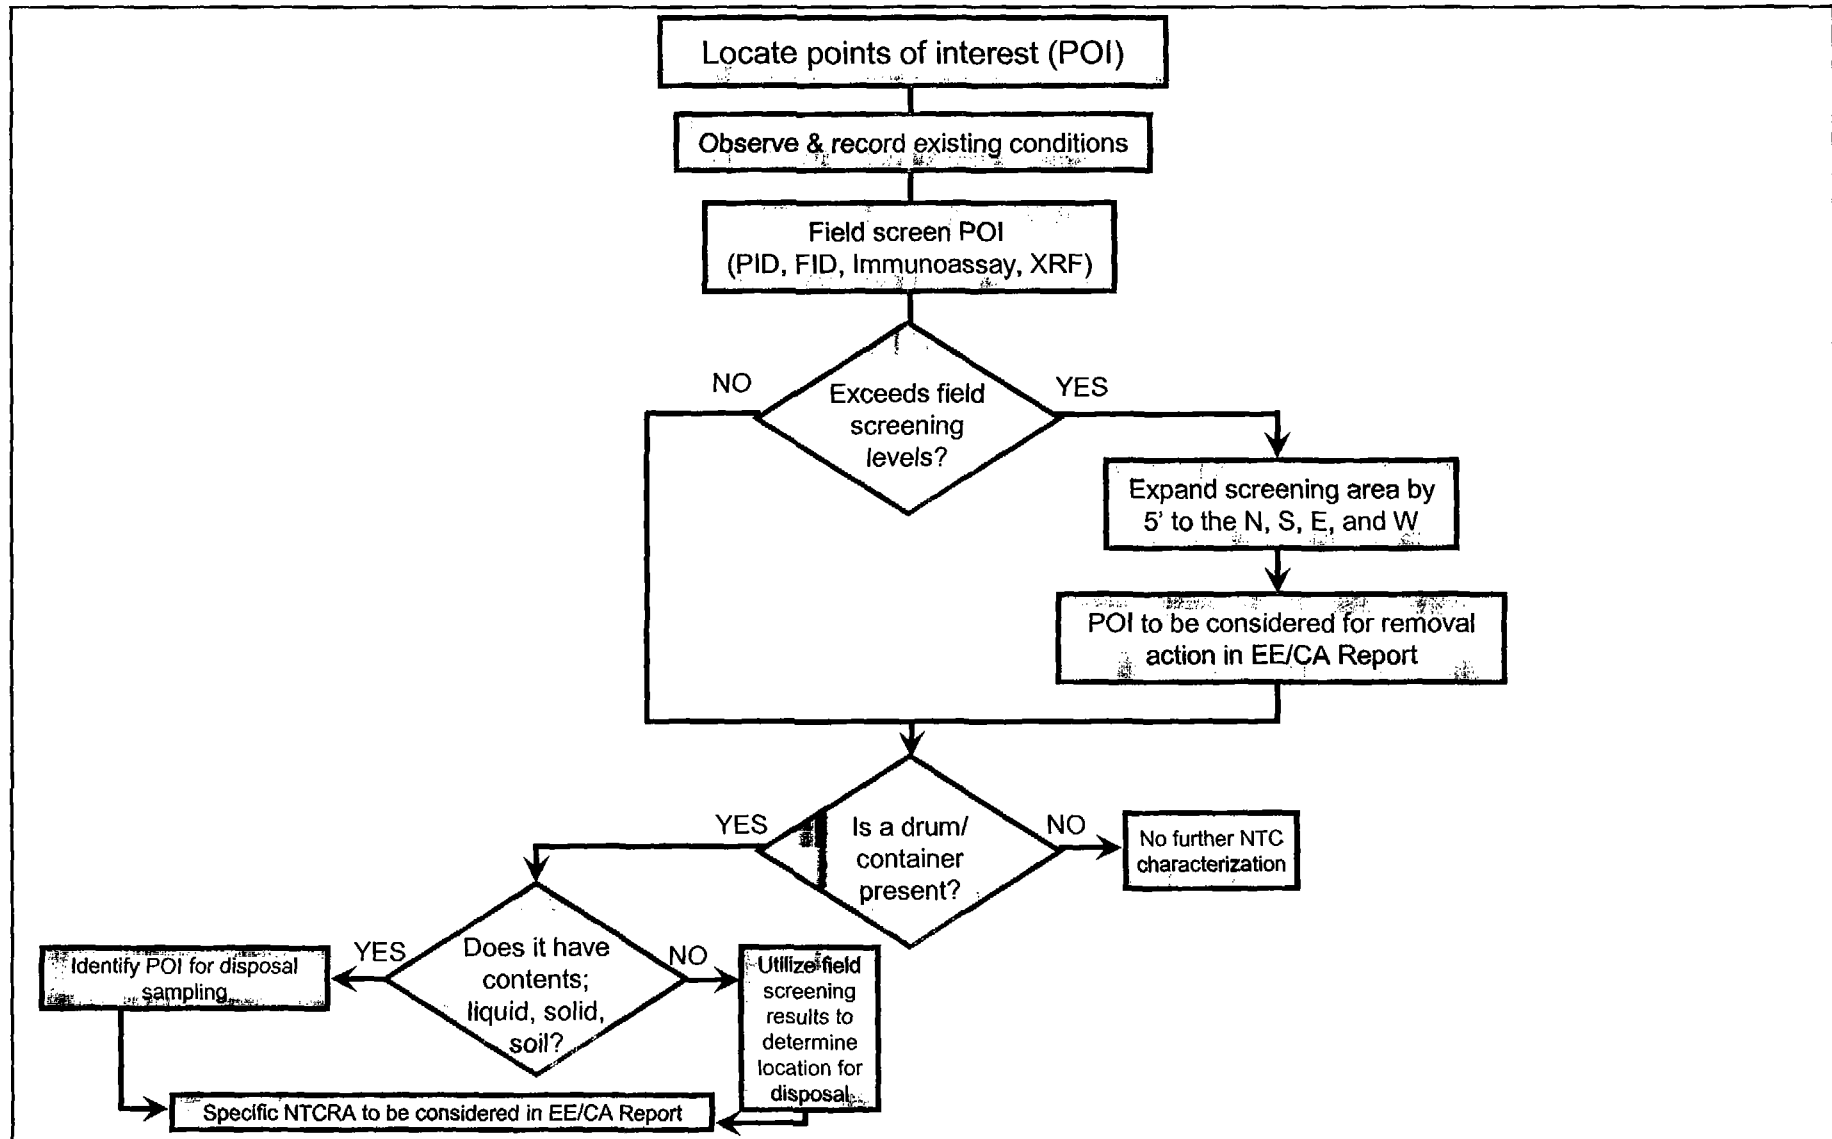 Locate points of interest (POI)
Observe & record existing conditions
Field screen POI
(PID, FID, Immunoassay, XRF)
NO
YES
Exceeds field
screening
levels?
Expand screening area by
5' to the N, S, E, and W
POI to be considered for removal
action in EE/CA Report
YES
NO
Is a drum/
container
present?
No further NTC
characterization
YES
NO
Does it have
contents;
liquid, solid,
soil?
Identify POI for disposal
sampling
Utilize field
screening
results to
determine
location for
disposal
Specific NTCRA to be considered in EE/CA Report